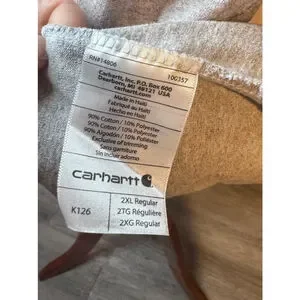 RN#14806 100357
Carhartt, Inc. P.O. Box 600
Dearborn, MI 48121 USA
carhartt.com
Made in Haiti
Fabriqué au Haïti
Hecho en Haití
90% Cotton / 10% Polyester
90% Coton / 10% Polyester
90% Algodón / 10% Poliéster
Exclusive of trimming
Sans garniture
Sin incluir adorno
carhartt
K126
2XL Regular
2TG Régulière
2XG Regular